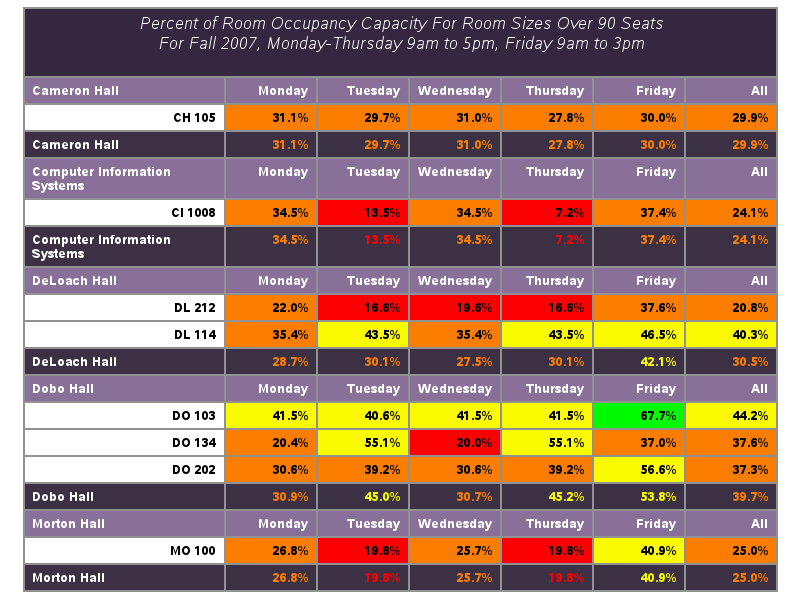 Percent of Room Occupancy Capacity For Room Sizes Over 90 Seats
For Fall 2007, Monday-Thursday 9am to 5pm, Friday 9am to 3pm
Cameron Hall Monday Tuesday Wednesday Thursday Friday All
CH 105 31.1% 29.7% 31.0% 27.8% 30.0% 29.9%
Cameron Hall 31.1% 29.7% 31.0% 27.8% 30.0% 29.9%
Computer Information Monday Tuesday Wednesday Thursday Friday All
Systems
CI 1008 34.5% 13.5% 34.5% 7.2% 37.4% 24.1%
Computer Information 34.5% 13.5% 34.5% 7.2% 37.4% 24.1%
Systems
DeLoach Hall Monday Tuesday Wednesday Thursday Friday All
DL 212 22.0% 16.6% 19.6% 16.6% 37.6% 20.8%
DL 114 35.4% 43.5% 35.4% 43.5% 46.5% 40.3%
DeLoach Hall 28.7% 30.1% 27.5% 30.1% 42.1% 30.5%
Dobo Hall Monday Tuesday Wednesday Thursday Friday All
DO 103 41.5% 40.6% 41.5% 41.5% 67.7% 44.2%
DO 134 20.4% 55.1% 20.0% 55.1% 37.0% 37.6%
DO 202 30.6% 39.2% 30.6% 39.2% 56.6% 37.3%
Dobo Hall 30.9% 45.0% 30.7% 45.2% 53.8% 39.7%
Morton Hall Monday Tuesday Wednesday Thursday Friday All
MO 100 26.8% 19.8% 25.7% 19.8% 40.9% 25.0%
Morton Hall 26.8% 19.8% 25.7% 19.8% 40.9% 25.0%